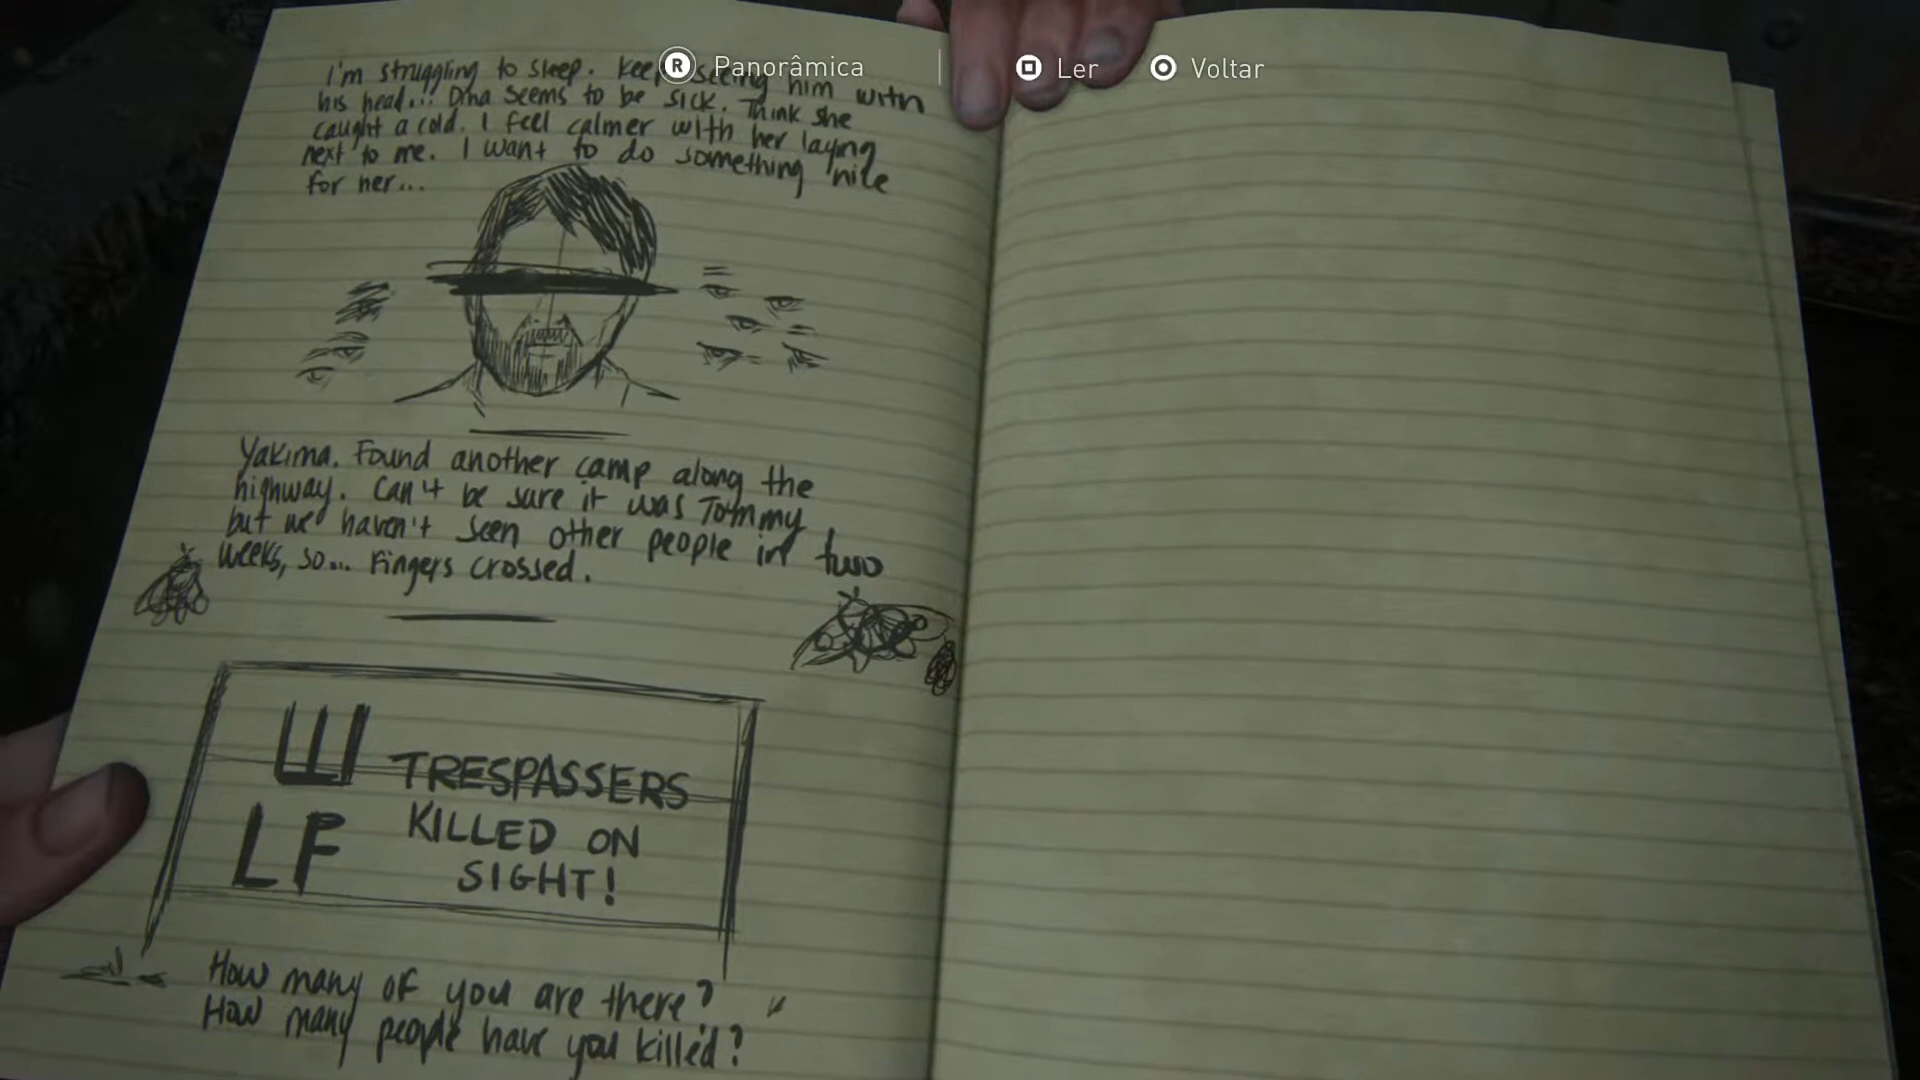 R Panorâmica
Ler
Voltar
I'm struggling to sleep. Keep seeing him with
his head... Dina seems to be sick. Think she
caught a cold. I feel calmer with her laying
next to me. I want to do something nice
for her...
Yakima. Found another camp along the
highway. Can't be sure it was Tommy
but we haven't seen other people in two
weeks, so... Fingers crossed.
W
LF
TRESPASSERS
KILLED ON
SIGHT!
How many of you are there?
How many people have you killed?